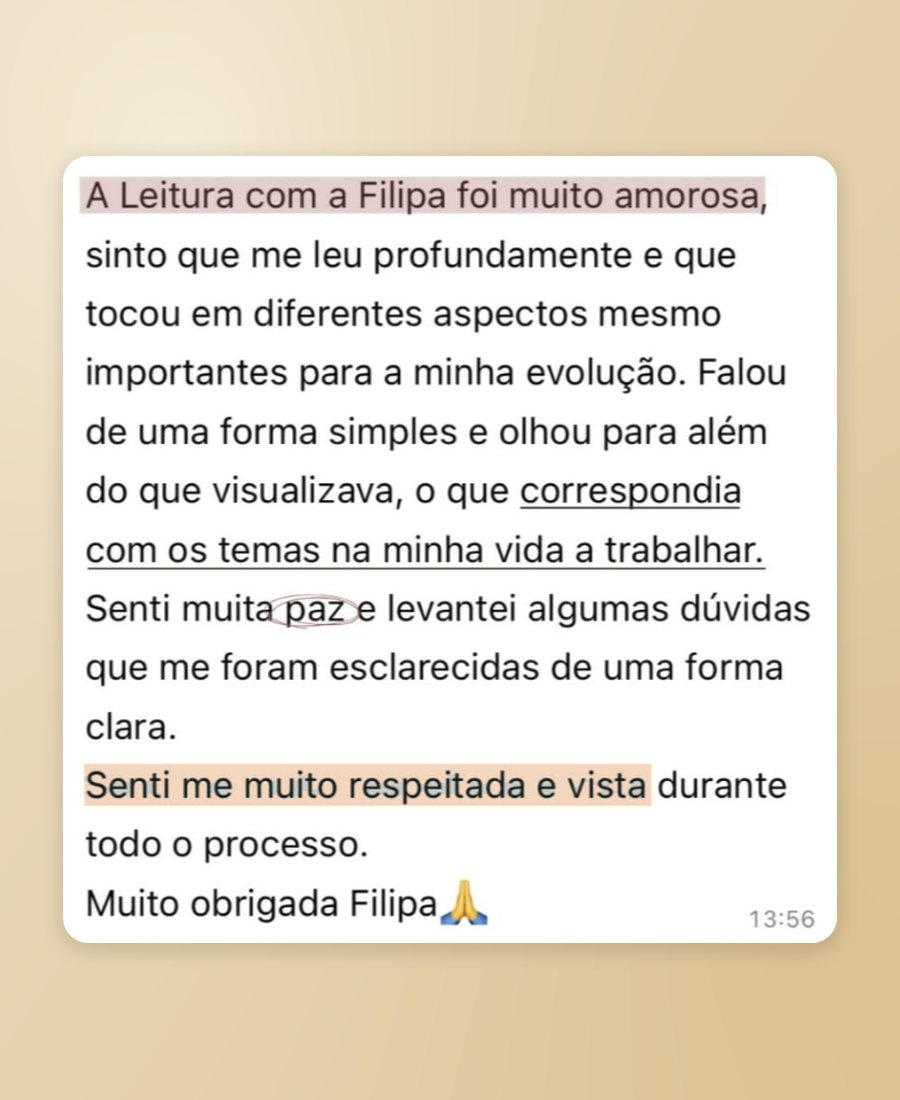 A Leitura com a Filipa foi muito amorosa,
sinto que me leu profundamente e que
tocou em diferentes aspectos mesmo
importantes para a minha evolução. Falou
de uma forma simples e olhou para além
do que visualizava, o que correspondia
com os temas na minha vida a trabalhar.
Senti muita paz e levantei algumas dúvidas
que me foram esclarecidas de uma forma
clara.
Senti me muito respeitada e vista durante
todo o processo.
Muito obrigada Filipa🙏
13:56